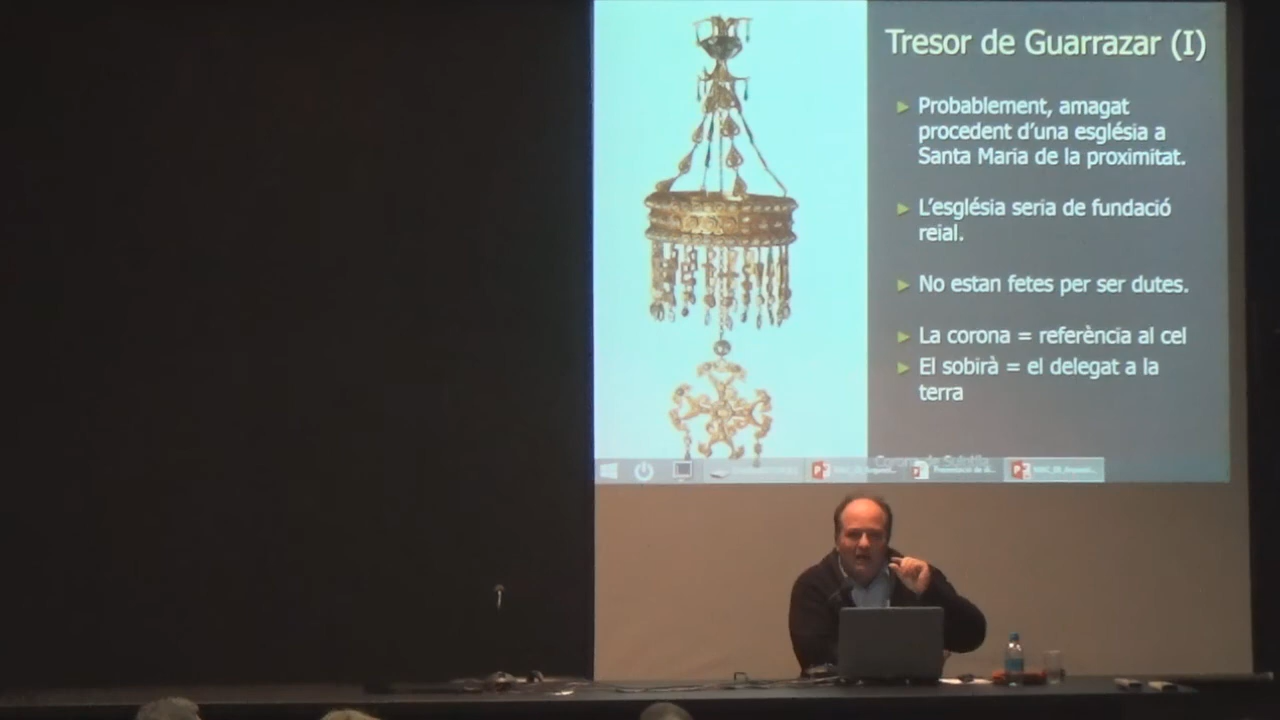 Tresor de Guarrazar (I)
Probablement, amagat
procedent d'una església a
Santa Maria de la proximitat.
L'església seria de fundació
reial.
No estan fetes per ser dutes.
La corona = referència al cel
El sobirà = el delegat a la
terra